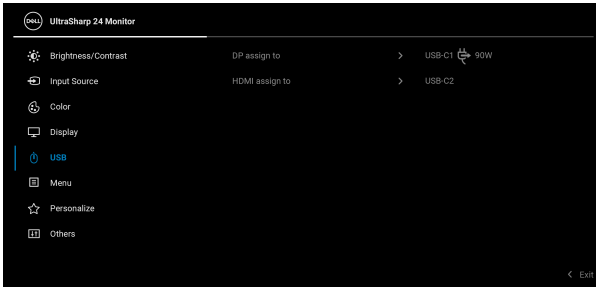 DELL UltraSharp 24 Monitor
Brightness/Contrast DP assign to USB-C1 90W
Input Source HDMI assign to USB-C2
Color
Display
USB
Menu
Personalize
Others
Exit